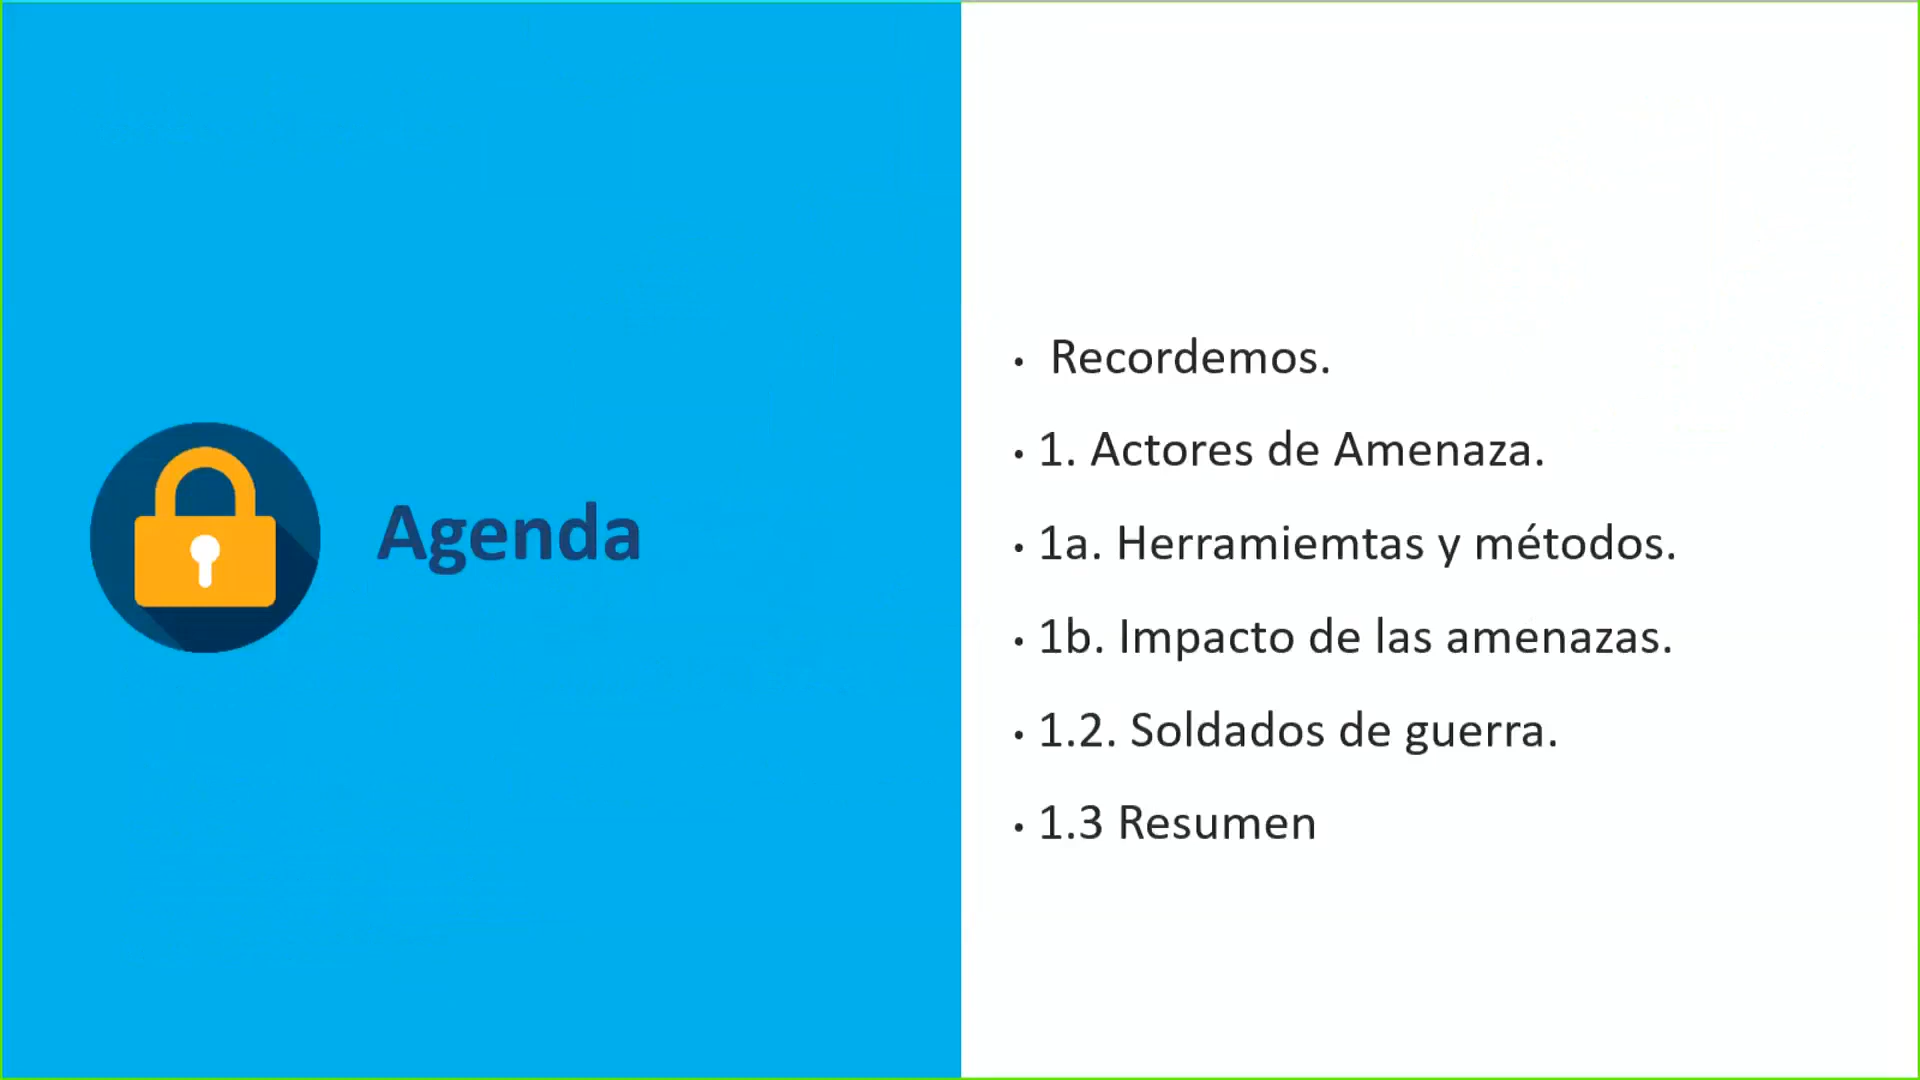 Agenda
• Recordemos.
• 1. Actores de Amenaza.
• 1a. Herramiemtas y métodos.
• 1b. Impacto de las amenazas.
• 1.2. Soldados de guerra.
• 1.3 Resumen